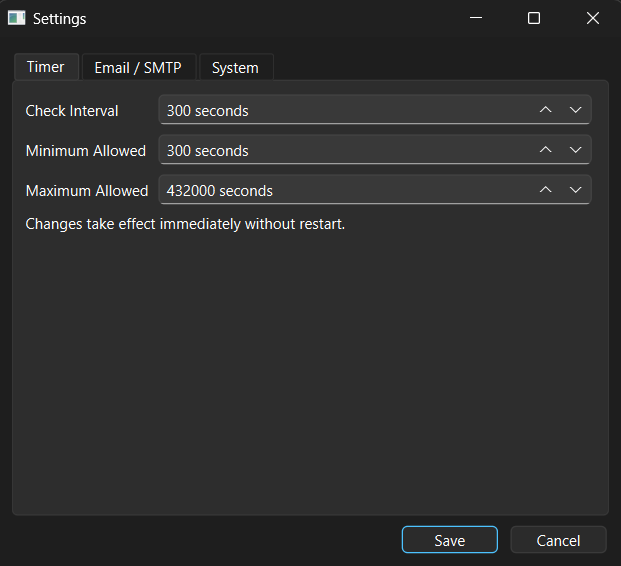 Settings
Timer Email / SMTP System
Check Interval 300 seconds
Minimum Allowed 300 seconds
Maximum Allowed 432000 seconds
Changes take effect immediately without restart.
Save Cancel